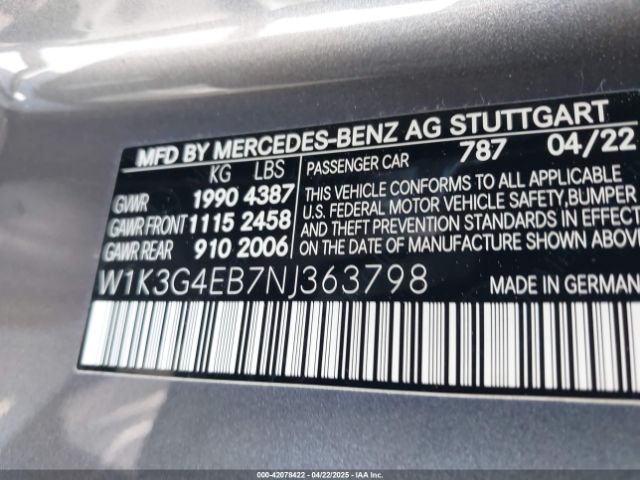 MFD BY MERCEDES-BENZ AG STUTTGART
KG LBS
GVWR 1990 4387
GAWR FRONT 1115 2458
GAWR REAR 910 2006
PASSENGER CAR 787 04/22
THIS VEHICLE CONFORMS TO ALL APPLICABLE
U.S. FEDERAL MOTOR VEHICLE SAFETY, BUMPER
AND THEFT PREVENTION STANDARDS IN EFFECT
ON THE DATE OF MANUFACTURE SHOWN ABOVE
W1K3G4EB7NJ363798
MADE IN GERMAN
000-42078422 - 04/22/2025 - IAA, Inc.